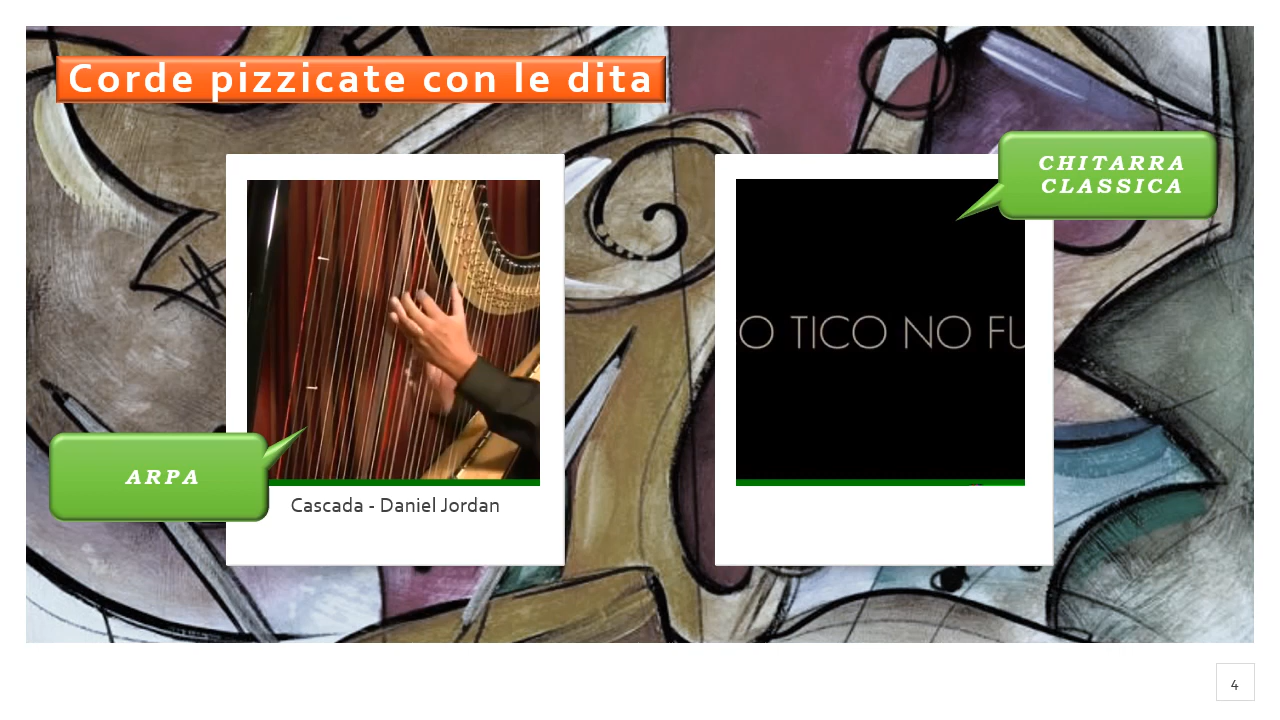 Corde pizzicate con le dita
CHITARRA
CLASSICA
O TICO NO FU
ARPA
Cascada - Daniel Jordan
4